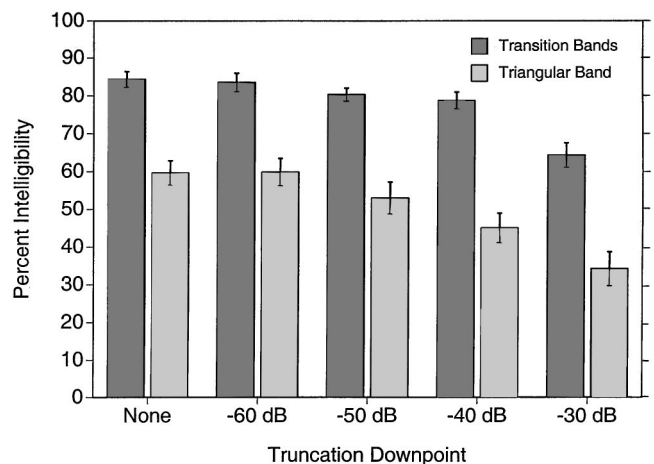 100
90
80
70
60
50
40
30
20
10
0
Percent Intelligibility
Transition Bands
Triangular Band
None
-60 dB
-50 dB
-40 dB
-30 dB
Truncation Downpoint